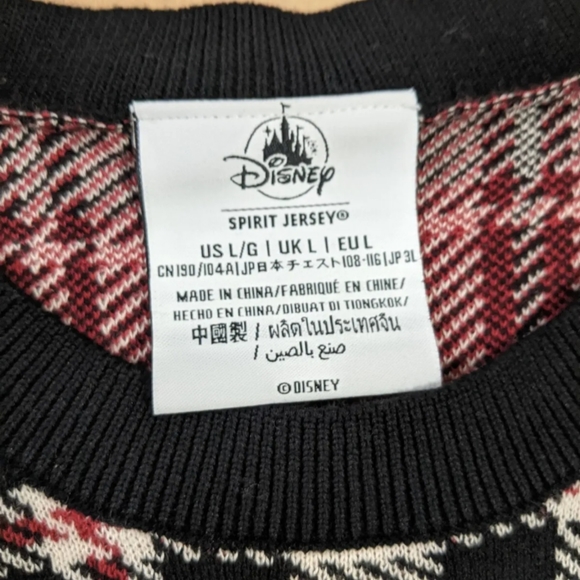 DISNEY
SPIRIT JERSEY®
US L/G | UK L | EU L
CN190/104A|JP日本チェスト108-116|JP 3L
MADE IN CHINA/FABRIQUÉ EN CHINE/
HECHO EN CHINA/DIBUAT DI TIONGKOK/
中國製 / ผลิตในประเทศจีน
/ صنع بالصين
©DISNEY